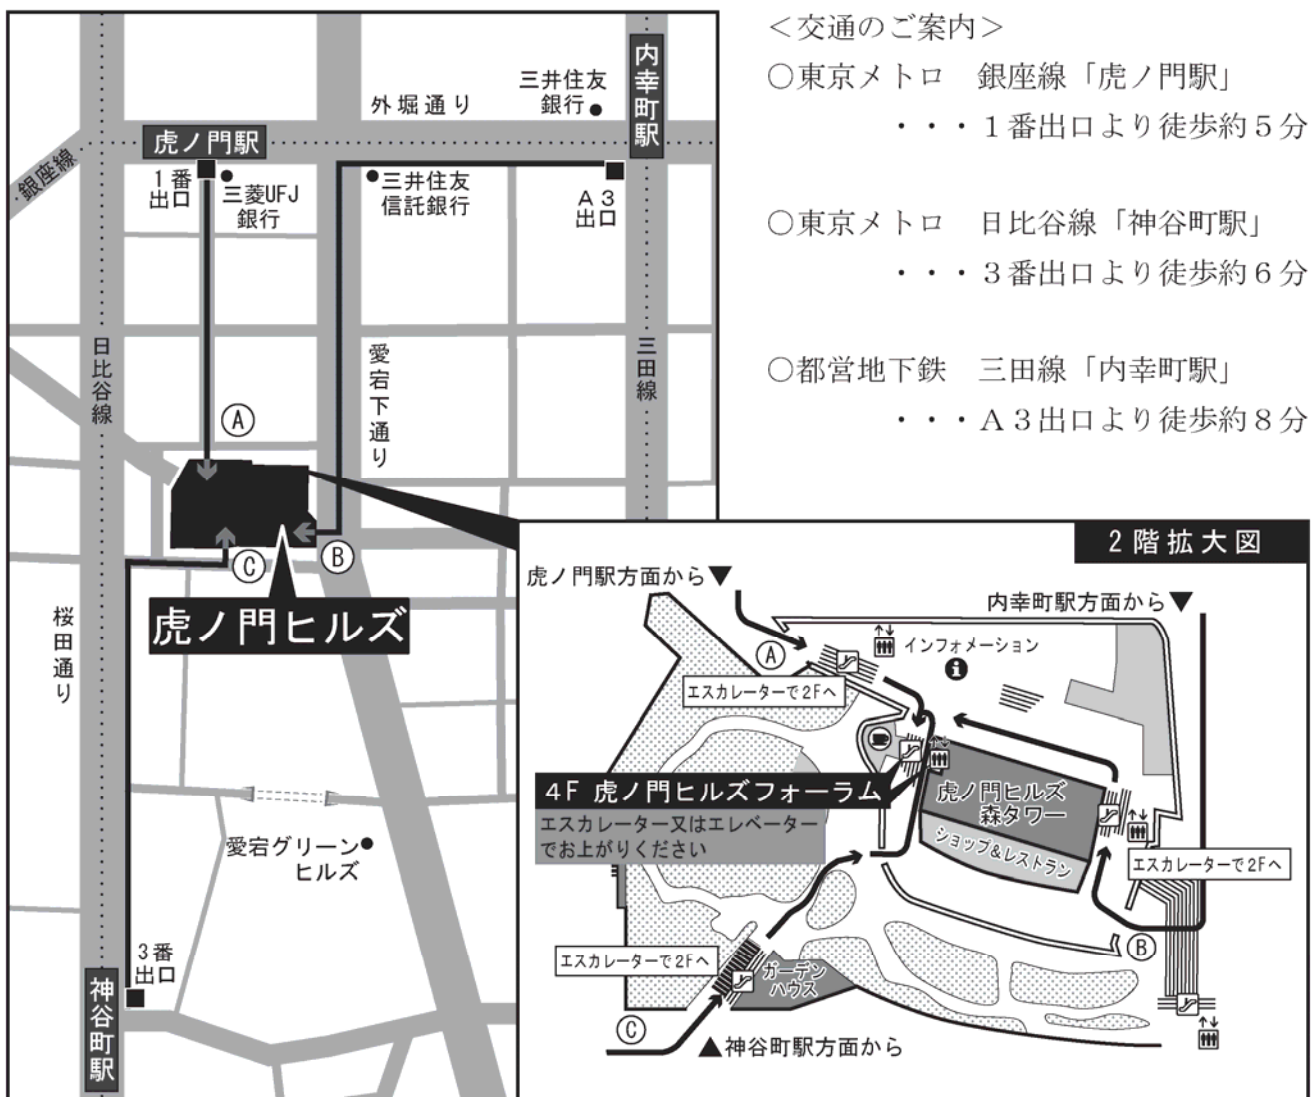 ＜交通のご案内＞
○東京メトロ　銀座線「虎ノ門駅」
・・・１番出口より徒歩約５分
○東京メトロ　日比谷線「神谷町駅」
・・・３番出口より徒歩約６分
○都営地下鉄　三田線「内幸町駅」
・・・Ａ３出口より徒歩約８分
内幸町駅
三井住友
銀行
外堀通り
虎ノ門駅
銀座線
1番
出口
三菱UFJ
銀行
三井住友
信託銀行
A3
出口
日比谷線
愛宕下通り
三田線
Ⓐ
Ⓑ
Ⓒ
虎ノ門ヒルズ
桜田通り
愛宕グリーン
ヒルズ
3番
出口
神谷町駅
2階拡大図
虎ノ門駅方面から▼
内幸町駅方面から▼
Ⓐ
インフォメーション
エスカレーターで2Fへ
4F 虎ノ門ヒルズフォーラム
エスカレーター又はエレベーター
でお上がりください
虎ノ門ヒルズ
森タワー
ショップ&レストラン
エスカレーターで2Fへ
Ⓑ
エスカレーターで2Fへ
ガーデン
ハウス
Ⓒ
▲神谷町駅方面から